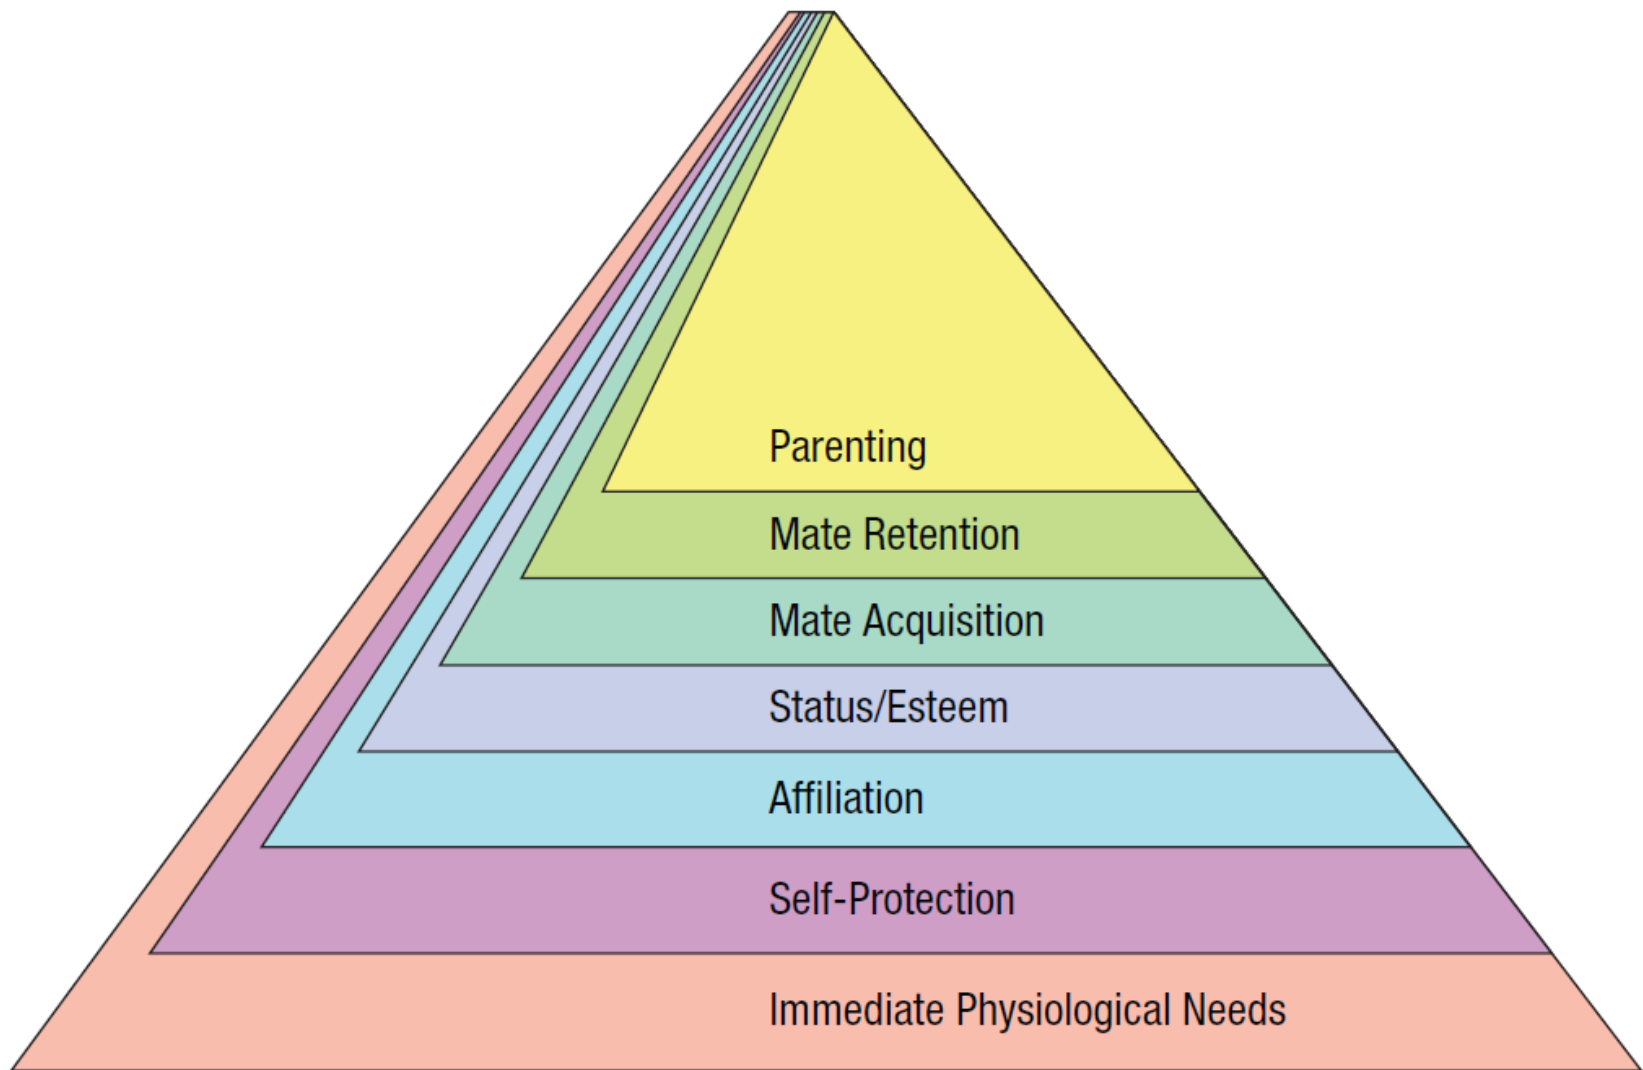 Parenting
Mate Retention
Mate Acquisition
Status/Esteem
Affiliation
Self-Protection
Immediate Physiological Needs